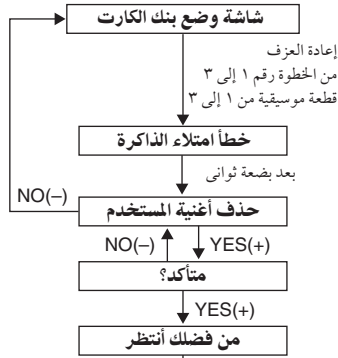 شاشة وضع بنك الكارت
إعادة العزف
من الخطوة رقم ١ إلى ٣
قطعة موسيقية من ١ إلى ٣
خطأ امتلاء الذاكرة
بعد بضعة ثوانى
NO(–)
حذف أغنية المستخدم
NO(–) YES(+)
متأكد؟
YES(+)
من فضلك أنتظر